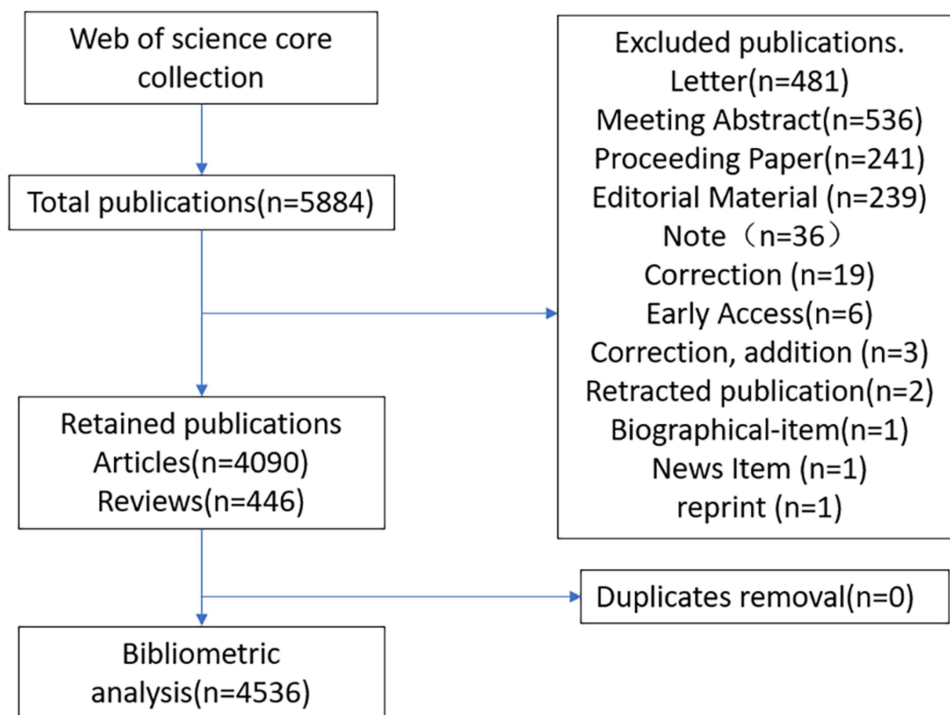 Web of science core
collection
Total publications(n=5884)
Excluded publications.
Letter(n=481)
Meeting Abstract(n=536)
Proceeding Paper(n=241)
Editorial Material (n=239)
Note（n=36）
Correction (n=19)
Early Access(n=6)
Correction, addition (n=3)
Retracted publication(n=2)
Biographical-item(n=1)
News Item (n=1)
reprint (n=1)
Retained publications
Articles(n=4090)
Reviews(n=446)
Duplicates removal(n=0)
Bibliometric
analysis(n=4536)